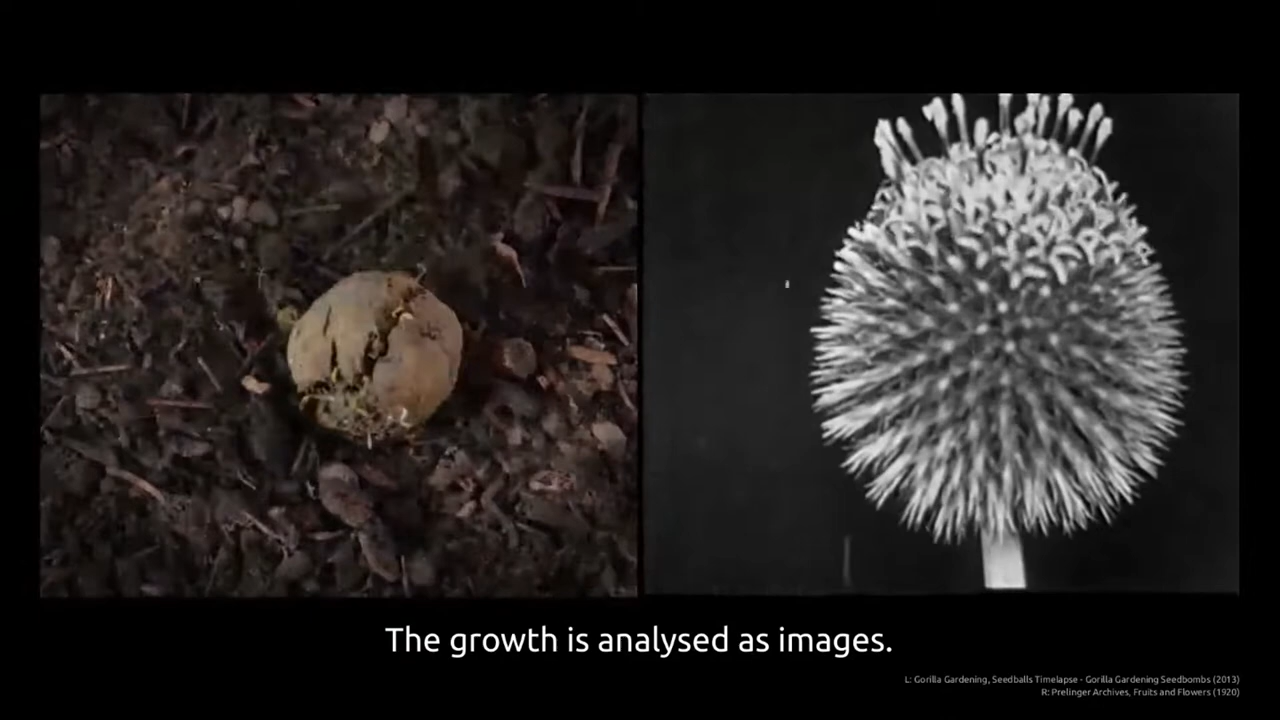 The growth is analysed as images.
L: Gorilla Gardening, Seedballs Timelapse - Gorilla Gardening Seedbombs (2013)
R: Prelinger Archives, Fruits and Flowers (1920)